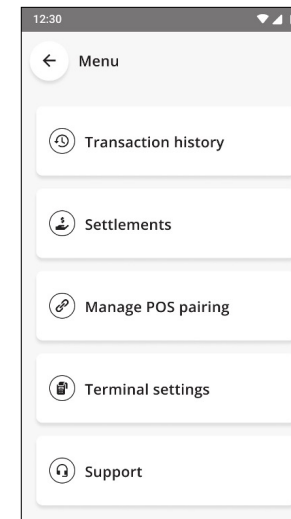 12:30
Menu
Transaction history
Settlements
Manage POS pairing
Terminal settings
Support